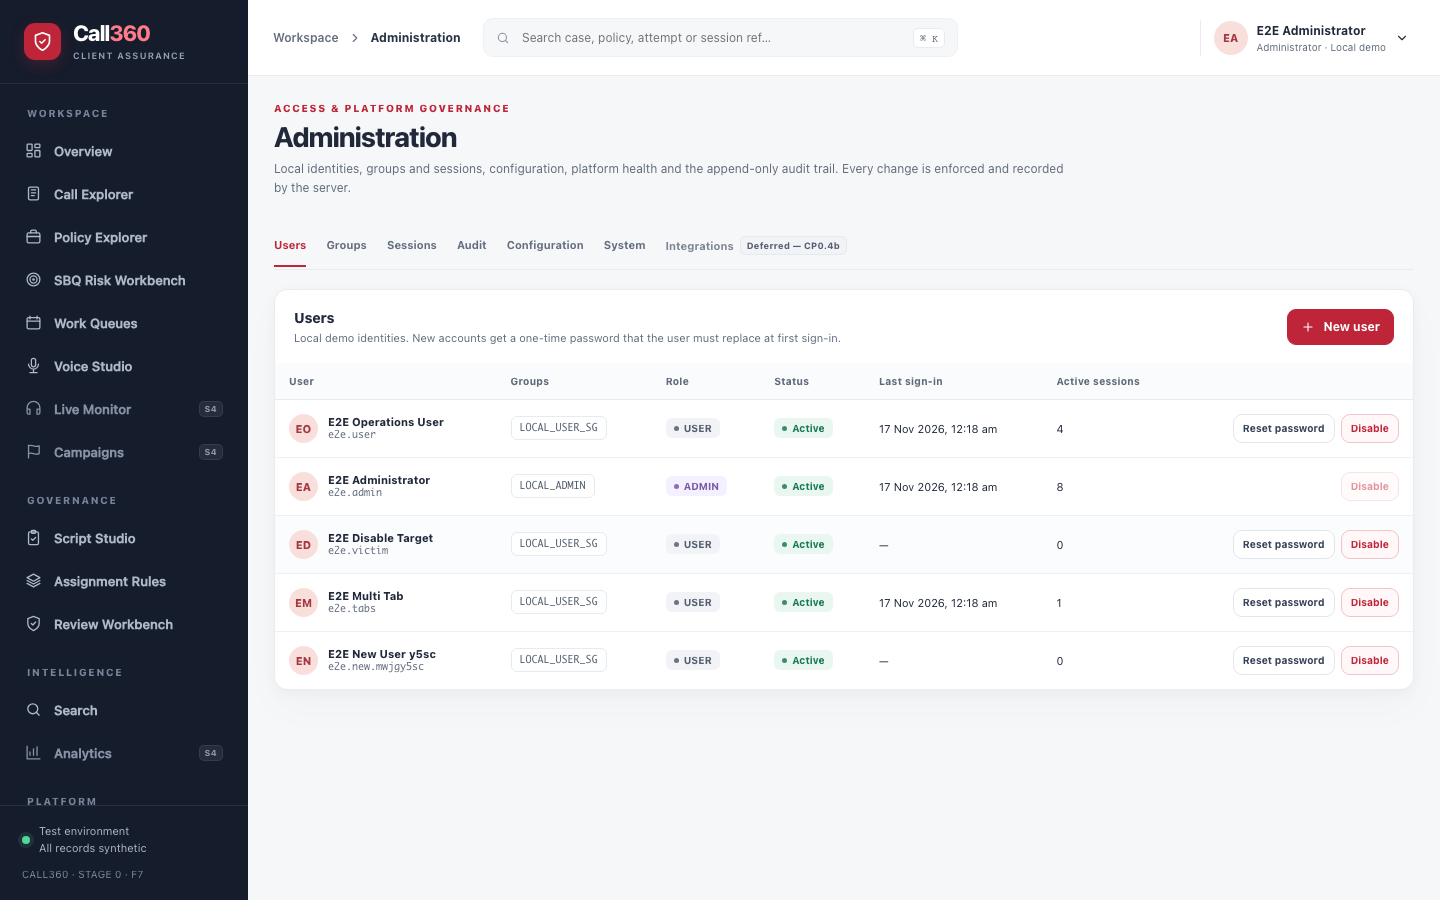 Call360
CLIENT ASSURANCE
WORKSPACE
Overview
Call Explorer
Policy Explorer
SBQ Risk Workbench
Work Queues
Voice Studio
Live Monitor S4
Campaigns S4
GOVERNANCE
Script Studio
Assignment Rules
Review Workbench
INTELLIGENCE
Search
Analytics S4
PLATFORM
Test environment
All records synthetic
CALL360 · STAGE 0 · F7
Workspace > Administration
Search case, policy, attempt or session ref... ⌘ K
EA E2E Administrator
Administrator · Local demo
ACCESS & PLATFORM GOVERNANCE
Administration
Local identities, groups and sessions, configuration, platform health and the append-only audit trail. Every change is enforced and recorded
by the server.
Users Groups Sessions Audit Configuration System Integrations Deferred — CP0.4b
Users
Local demo identities. New accounts get a one-time password that the user must replace at first sign-in.
+ New user
User Groups Role Status Last sign-in Active sessions
EO E2E Operations User LOCAL_USER_SG USER Active 17 Nov 2026, 12:18 am 4 Reset password Disable
e2e.user
EA E2E Administrator LOCAL_ADMIN ADMIN Active 17 Nov 2026, 12:18 am 8 Disable
e2e.admin
ED E2E Disable Target LOCAL_USER_SG USER Active — 0 Reset password Disable
e2e.victim
EM E2E Multi Tab LOCAL_USER_SG USER Active 17 Nov 2026, 12:18 am 1 Reset password Disable
e2e.tabs
EN E2E New User y5sc LOCAL_USER_SG USER Active — 0 Reset password Disable
e2e.new.mwjgy5sc